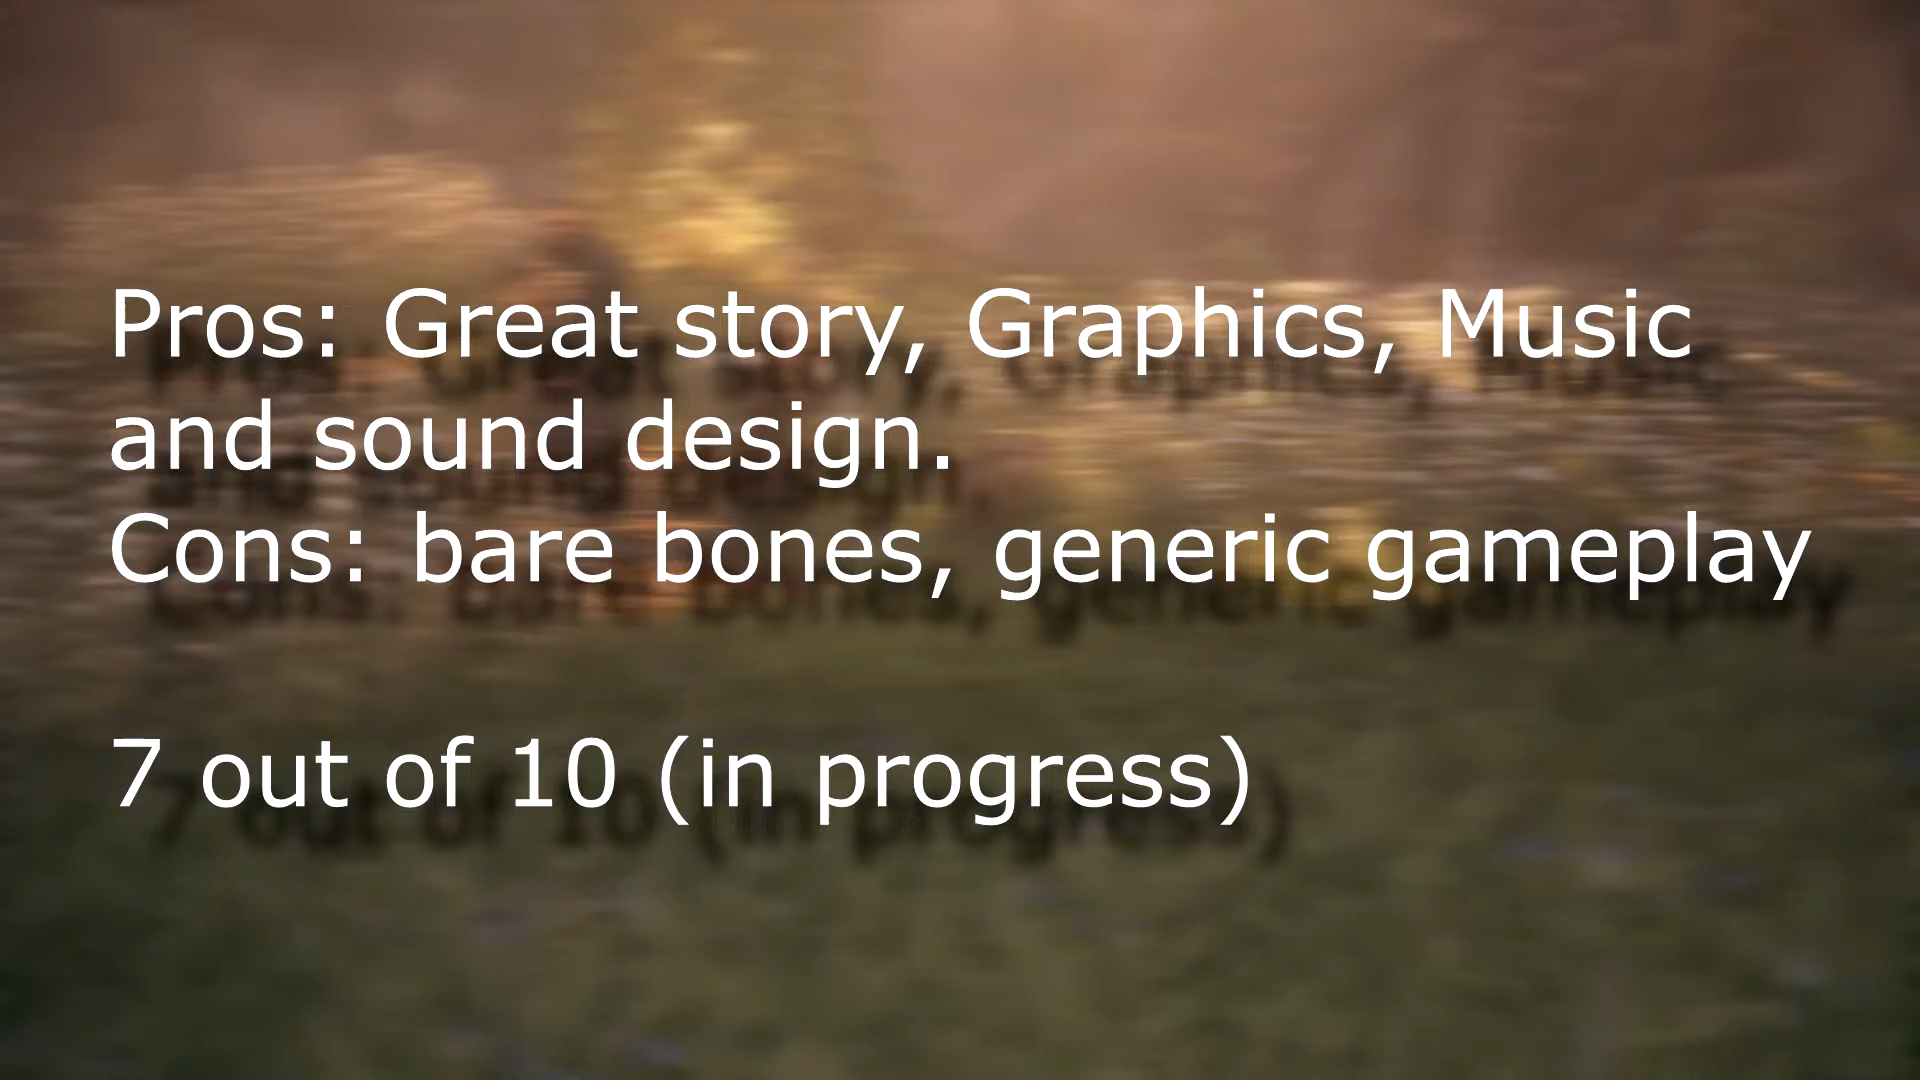 Pros: Great story, Graphics, Music
and sound design.
Cons: bare bones, generic gameplay
7 out of 10 (in progress)